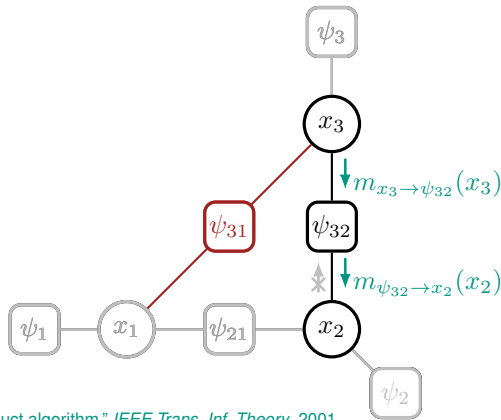 ψ₃
x₃
m_{x₃→ψ₃₂}(x₃)
ψ₃₁
ψ₃₂
m_{ψ₃₂→x₂}(x₂)
ψ₁
x₁
ψ₂₁
x₂
ψ₂
algorithm," IEEE Trans. Inf. Theory, 2001